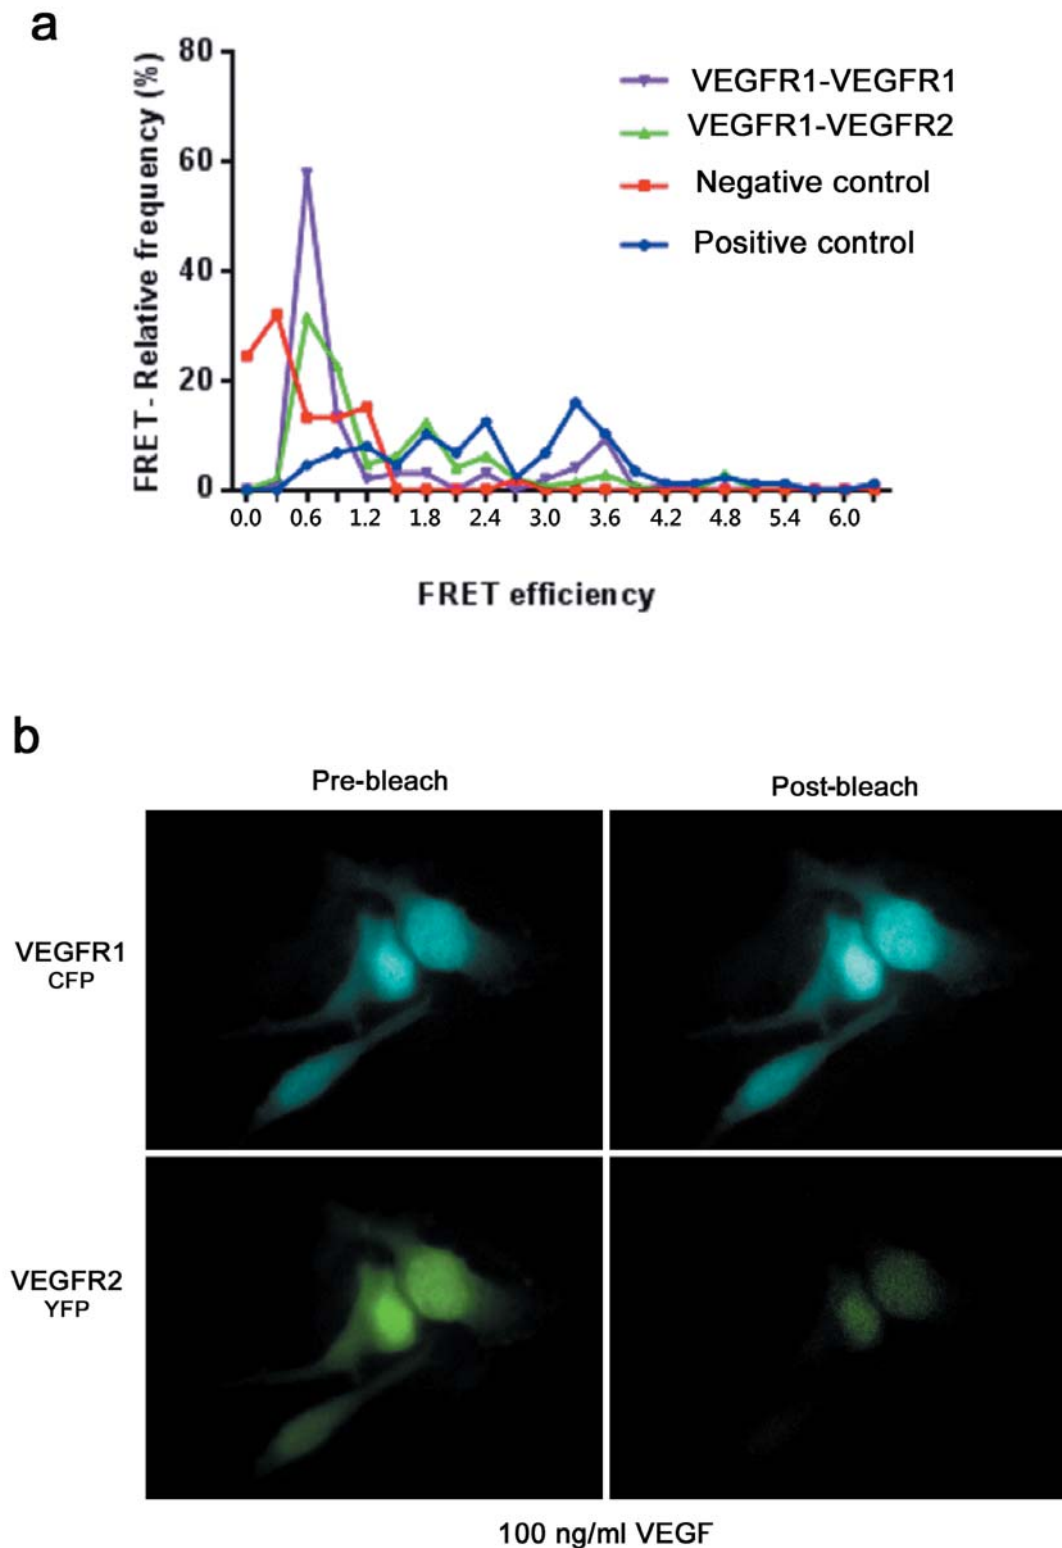 a
FRET- Relative frequency (%)
80
60
40
20
0
0.0 0.6 1.2 1.8 2.4 3.0 3.6 4.2 4.8 5.4 6.0
FRET efficiency
VEGFR1-VEGFR1
VEGFR1-VEGFR2
Negative control
Positive control
b
Pre-bleach
Post-bleach
VEGFR1
CFP
VEGFR2
YFP
100 ng/ml VEGF